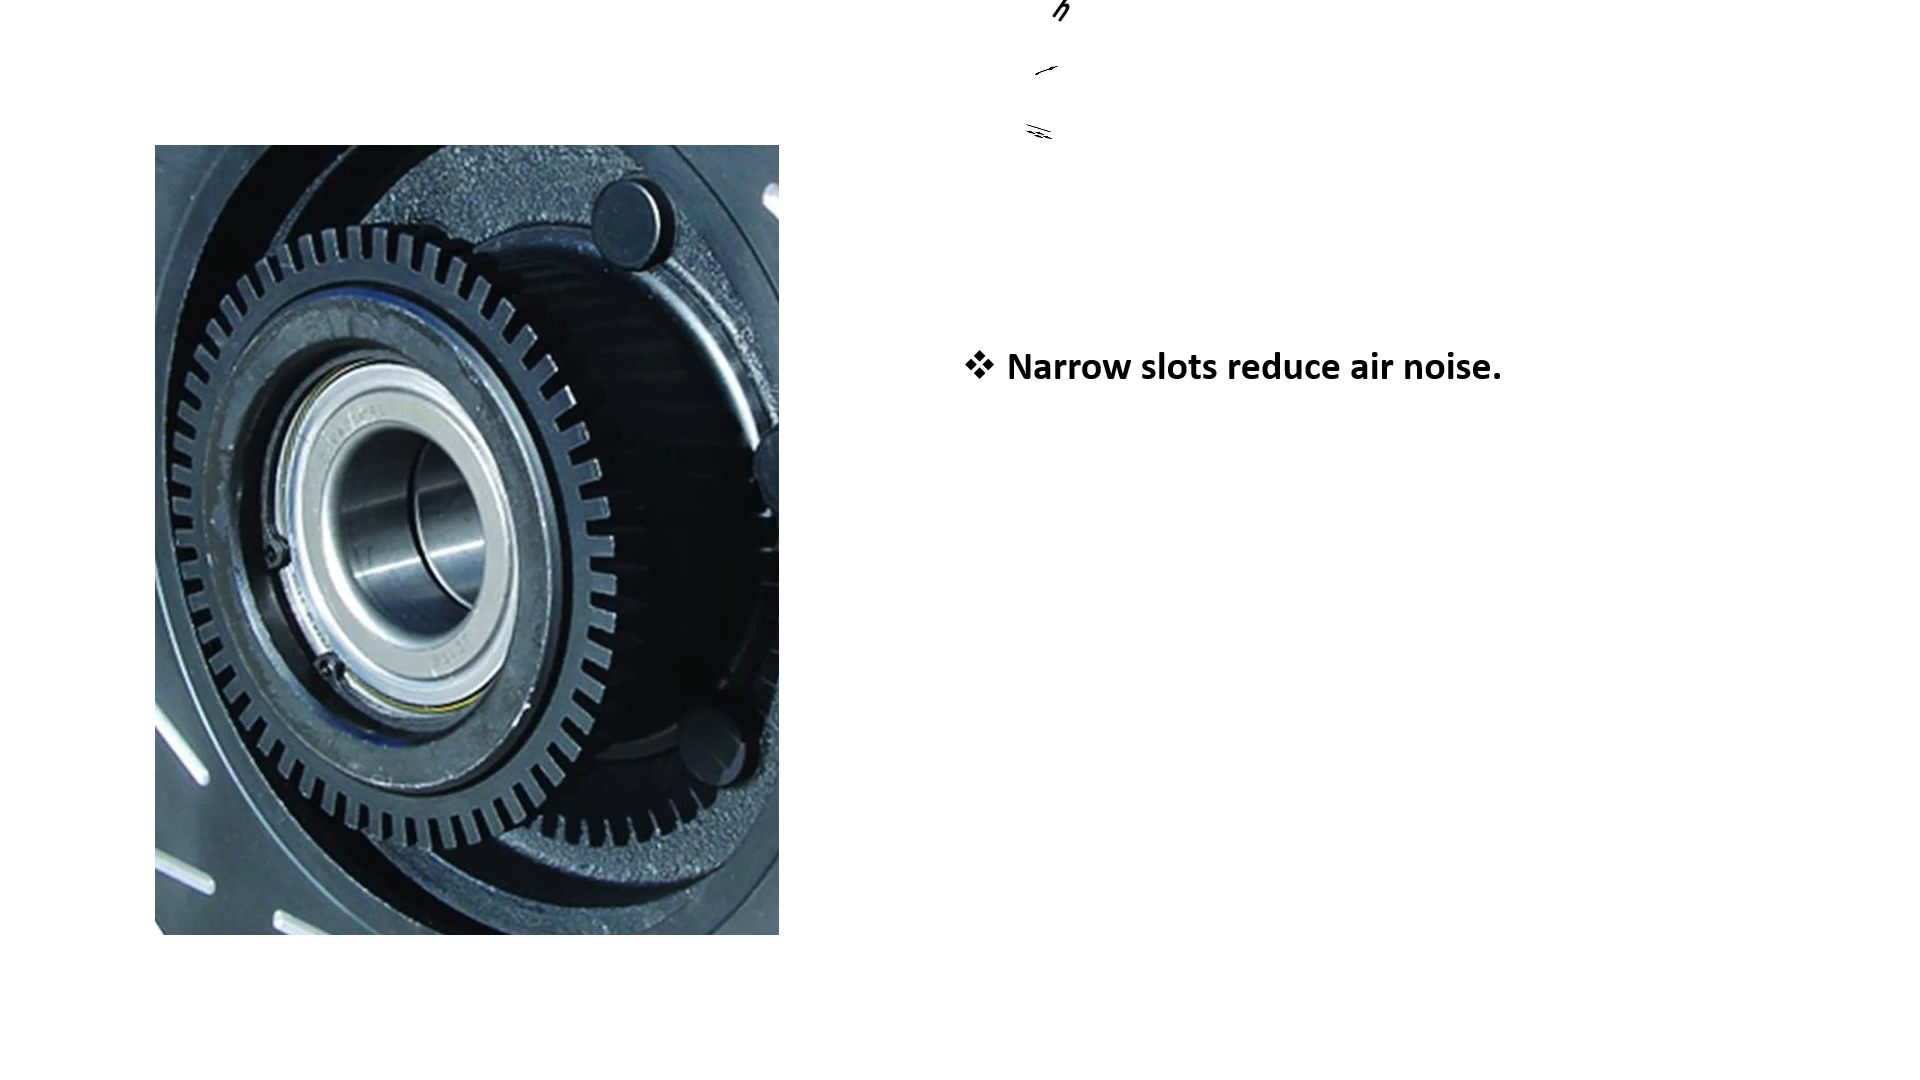 h
❖ Narrow slots reduce air noise.